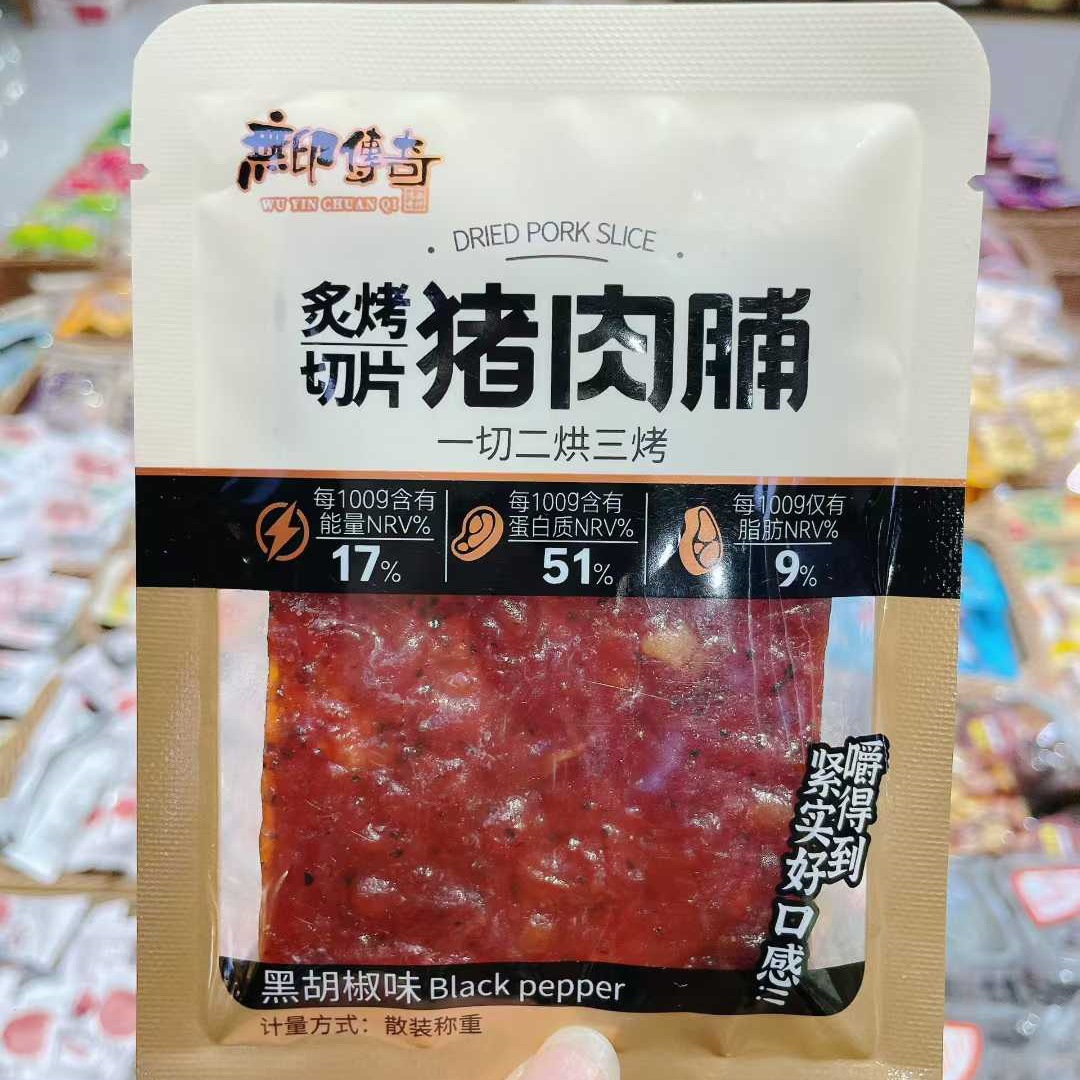 無印傳奇
WU YIN CHUAN QI
DRIED PORK SLICE
炙烤
切片
猪肉脯
一切二烘三烤
每100g含有
能量NRV%
17%
每100g含有
蛋白质NRV%
51%
每100g仅有
脂肪NRV%
9%
嚼得到
紧实好口感!!!
黑胡椒味 Black pepper
计量方式：散装称重